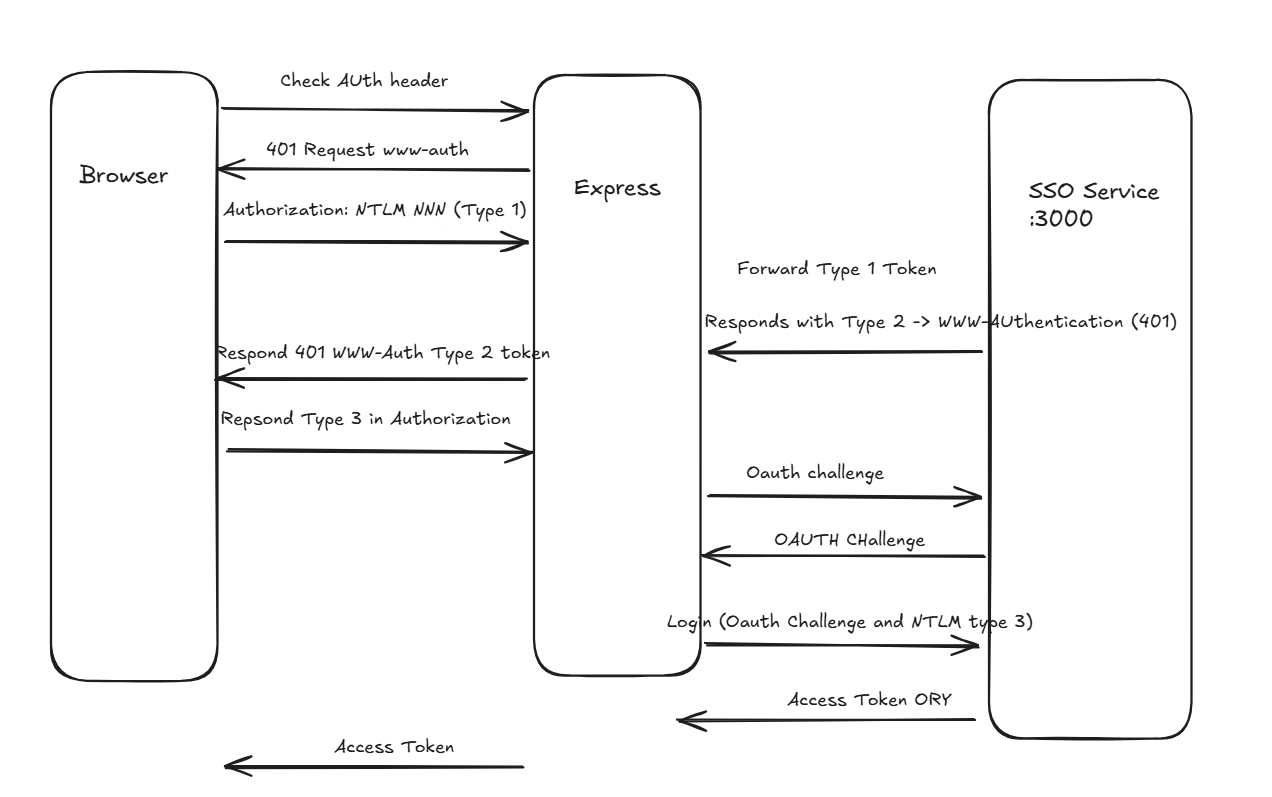 Check AUth header
401 Request www-auth
Browser
Express
SSO Service
:3000
Authorization: NTLM NNN (Type 1)
Forward Type 1 Token
Responds with Type 2 -> WWW-AUthentication (401)
Respond 401 WWW-Auth Type 2 token
Repsond Type 3 in Authorization
Oauth challenge
OAUTH CHallenge
Login (Oauth Challenge and NTLM type 3)
Access Token ORY
Access Token